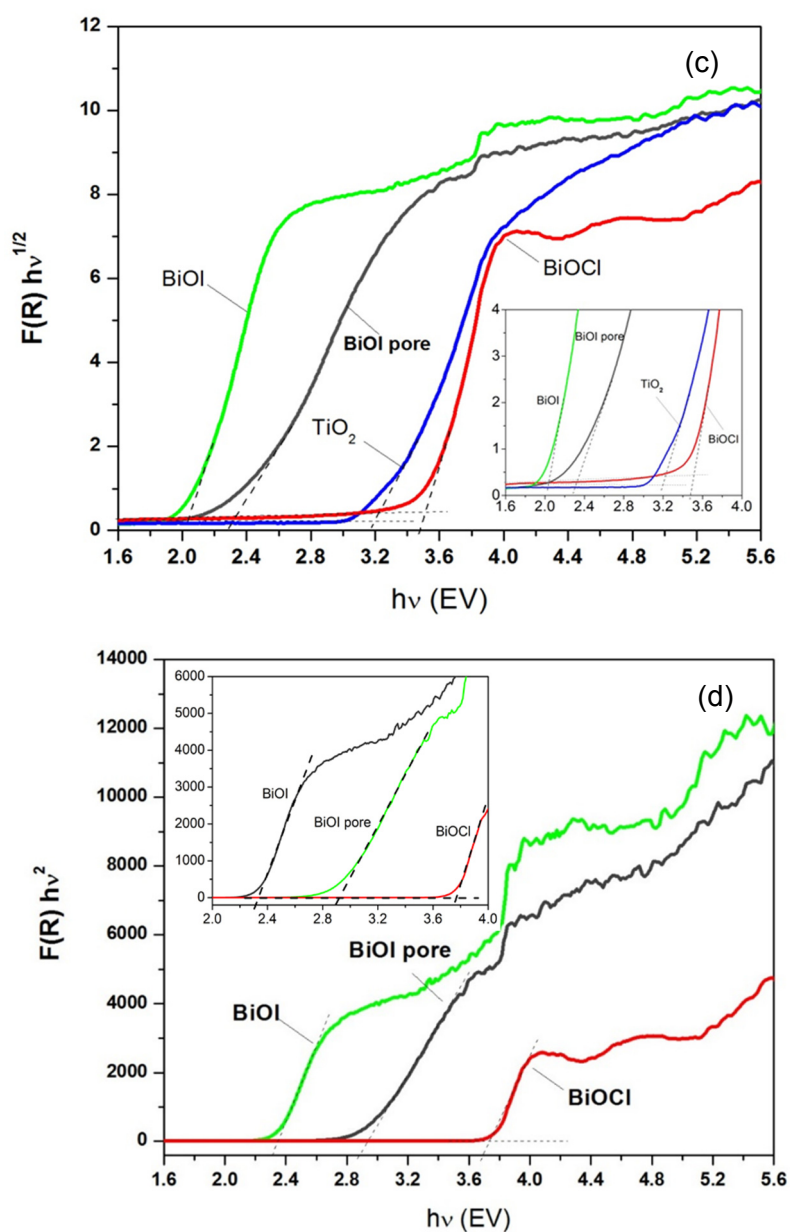 (c)
F(R) hν^1/2
12
10
8
6
4
2
0
BiOI
BiOI pore
TiO₂
BiOCl
4
3
2
1
0
BiOI pore
BiOI
TiO₂
BiOCl
1.6 2.0 2.4 2.8 3.2 3.6 4.0
1.6 2.0 2.4 2.8 3.2 3.6 4.0 4.4 4.8 5.2 5.6
hν (EV)
(d)
F(R) hν²
14000
12000
10000
8000
6000
4000
2000
0
6000
5000
4000
3000
2000
1000
0
BiOI
BiOI pore
BiOCl
2.0 2.4 2.8 3.2 3.6 4.0
BiOI pore
BiOI
BiOCl
1.6 2.0 2.4 2.8 3.2 3.6 4.0 4.4 4.8 5.2 5.6
hν (EV)